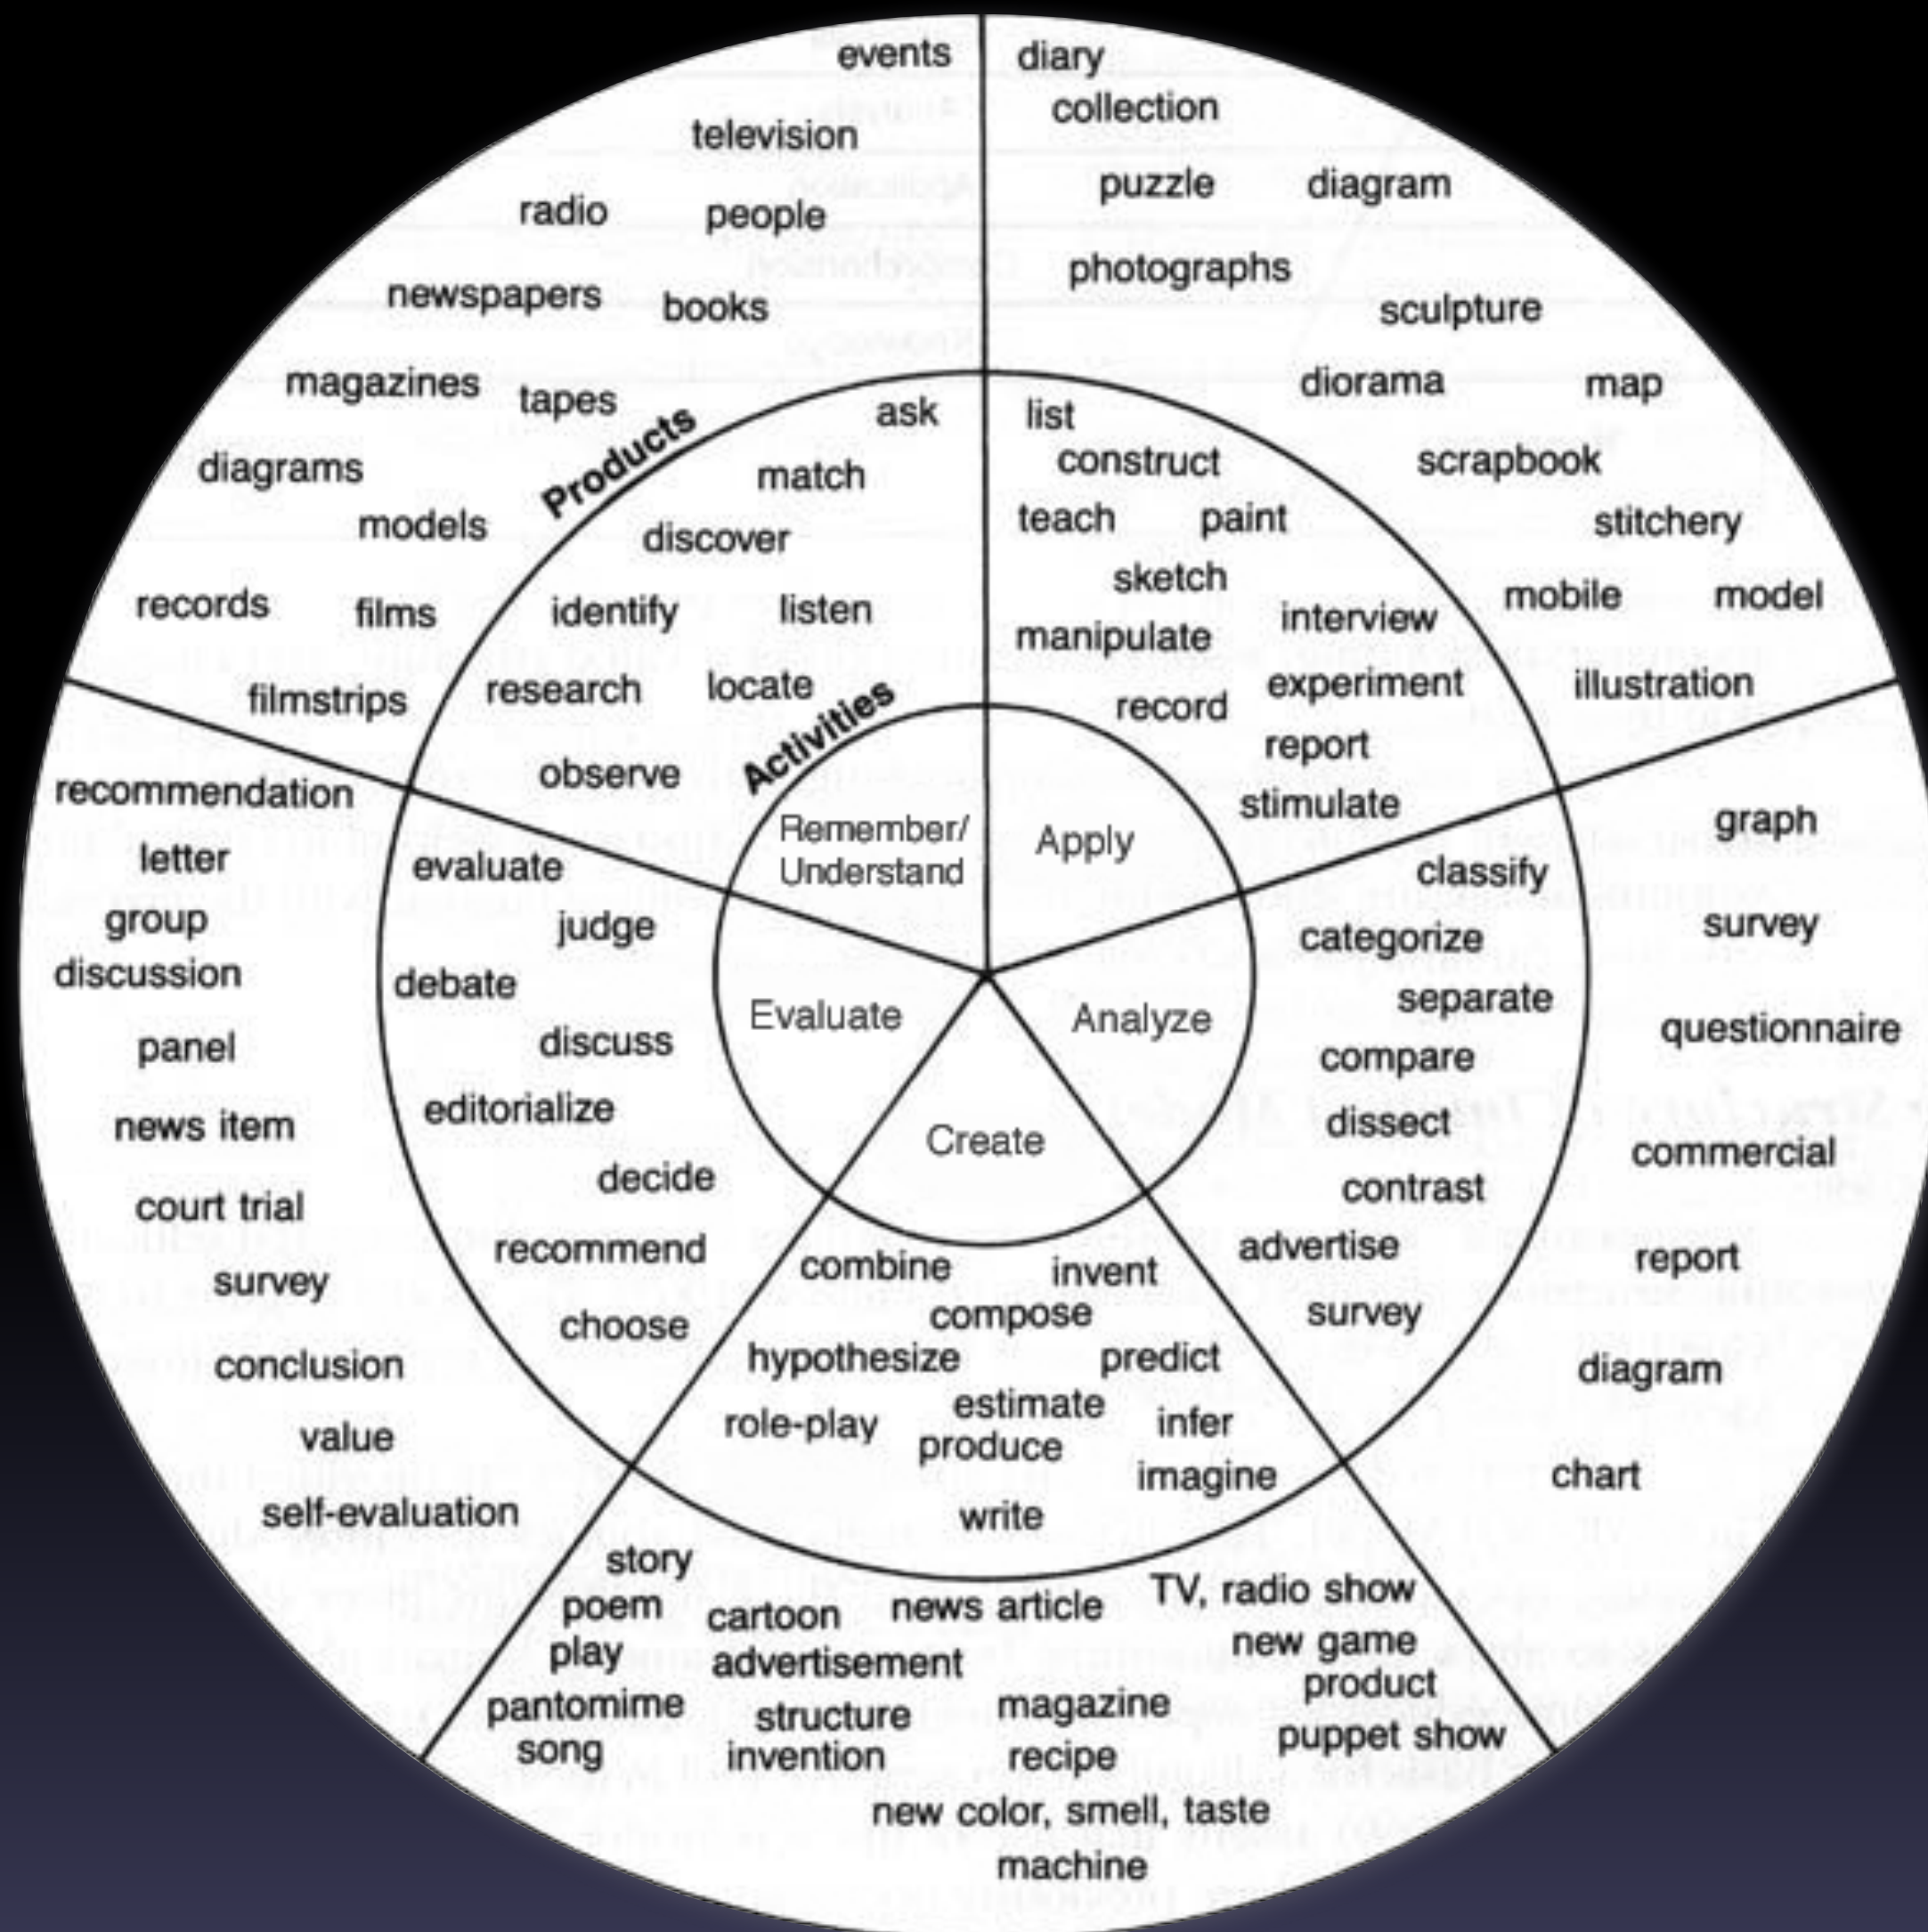 events
television
radio people
newspapers books
magazines tapes
diagrams
models
records films
filmstrips
Products
ask
match
discover
identify listen
research locate
observe
Activities
Remember/
Understand
diary
collection
puzzle diagram
photographs
sculpture
diorama map
scrapbook
stitchery
mobile model
illustration
list
construct
teach paint
sketch
interview
manipulate
experiment
record
report
stimulate
Apply
graph
survey
questionnaire
commercial
report
diagram
chart
classify
categorize
separate
compare
dissect
contrast
advertise
survey
Analyze
Create
combine invent
compose
hypothesize predict
estimate
role-play infer
produce
imagine
write
story
TV, radio show
poem cartoon news article
new game
play advertisement
product
pantomime structure magazine
puppet show
song invention recipe
new color, smell, taste
machine
Evaluate
evaluate
judge
debate
discuss
editorialize
decide
recommend
choose
recommendation
letter
group
discussion
panel
news item
court trial
survey
conclusion
value
self-evaluation